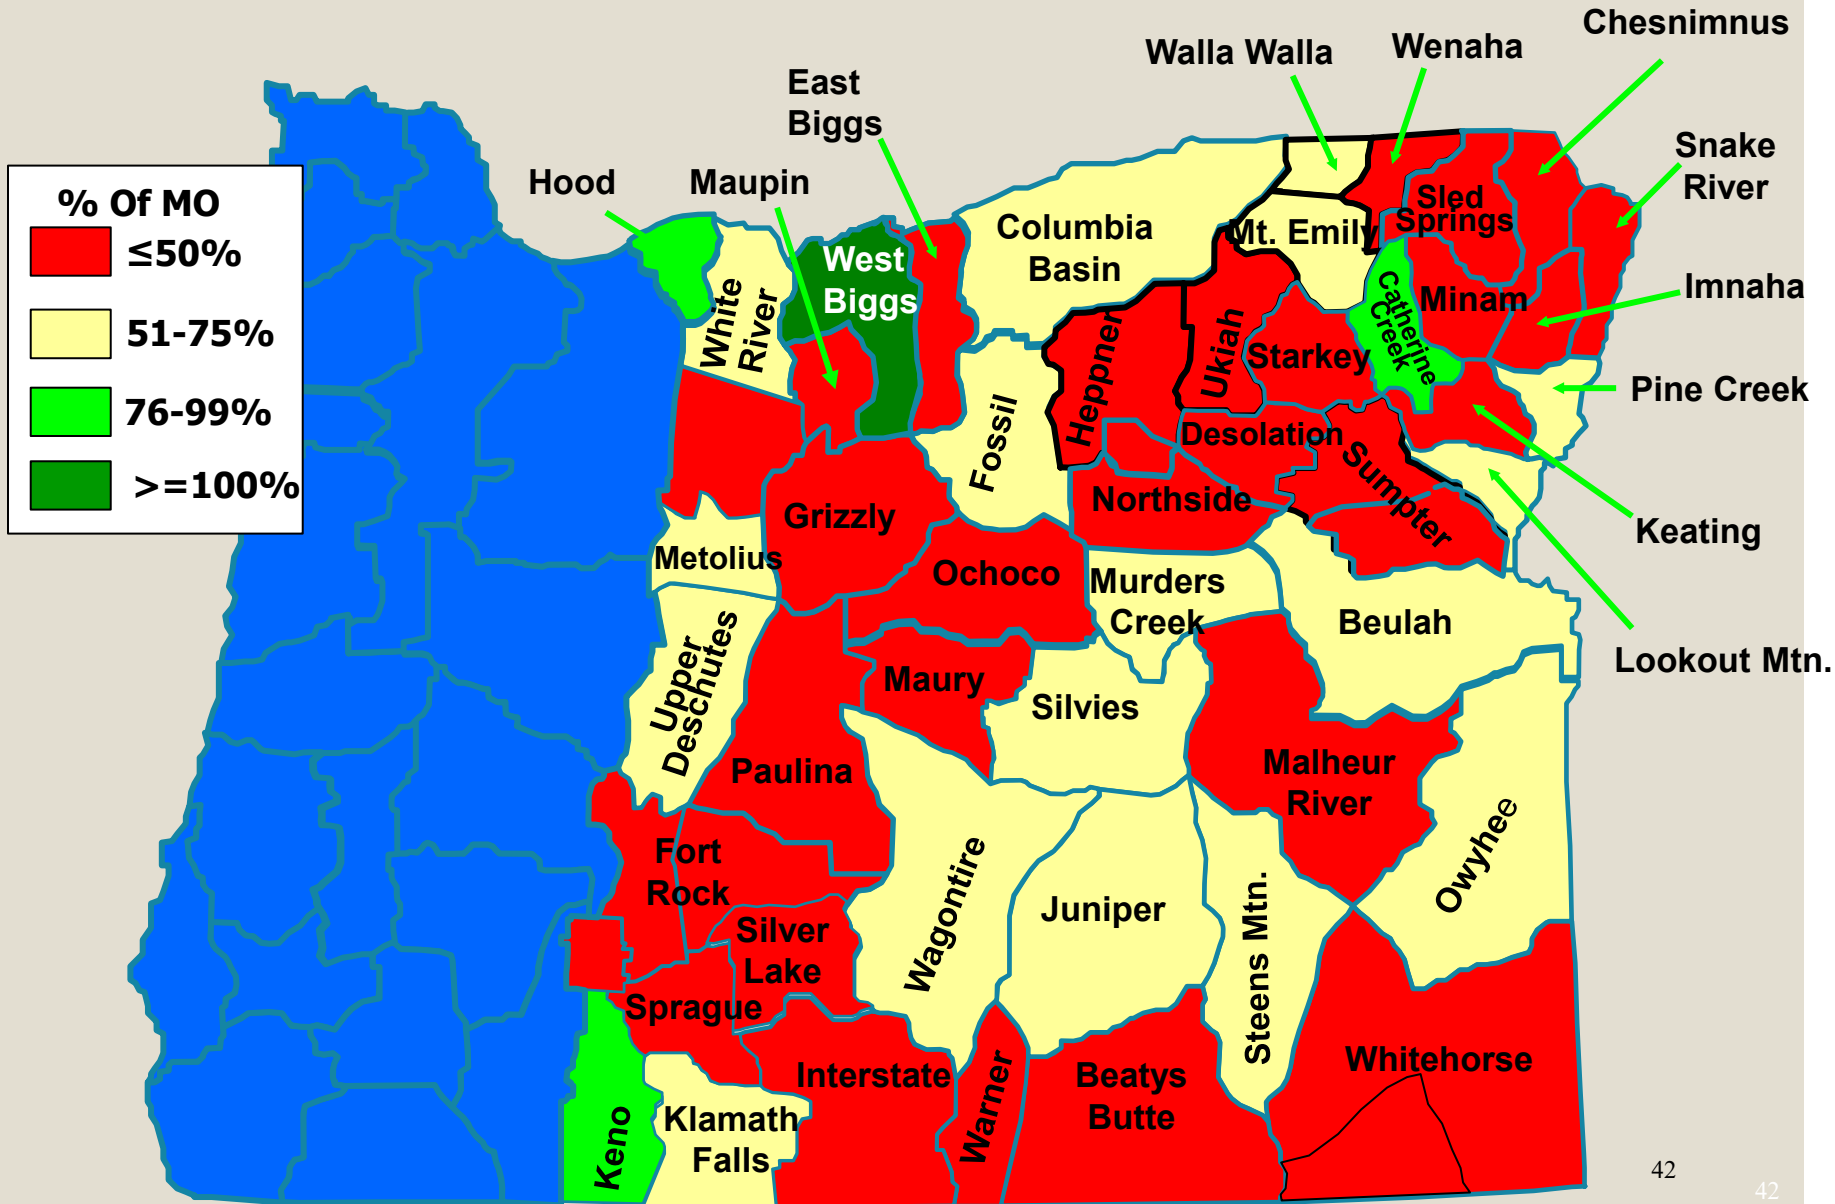 Chesnimnus
Walla Walla
Wenaha
East
Biggs
Snake
River
Hood
Maupin
% Of MO
≤50%
51-75%
76-99%
>=100%
Sled
Springs
Columbia
Basin
Mt. Emily
West
Biggs
White
River
Catherine
Creek
Minam
Imnaha
Heppner
Ukiah
Starkey
Pine Creek
Fossil
Desolation
Sumpter
Grizzly
Northside
Keating
Metolius
Ochoco
Murders
Creek
Beulah
Lookout Mtn.
Upper
Deschutes
Maury
Silvies
Paulina
Malheur
River
Owyhee
Fort
Rock
Wagontire
Juniper
Steens Mtn.
Silver
Lake
Sprague
Interstate
Warner
Beatys
Butte
Whitehorse
Keno
Klamath
Falls
42
42